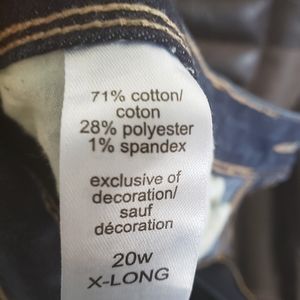 71% cotton/
coton
28% polyester
1% spandex
exclusive of
decoration/
sauf
décoration
20w
X-LONG